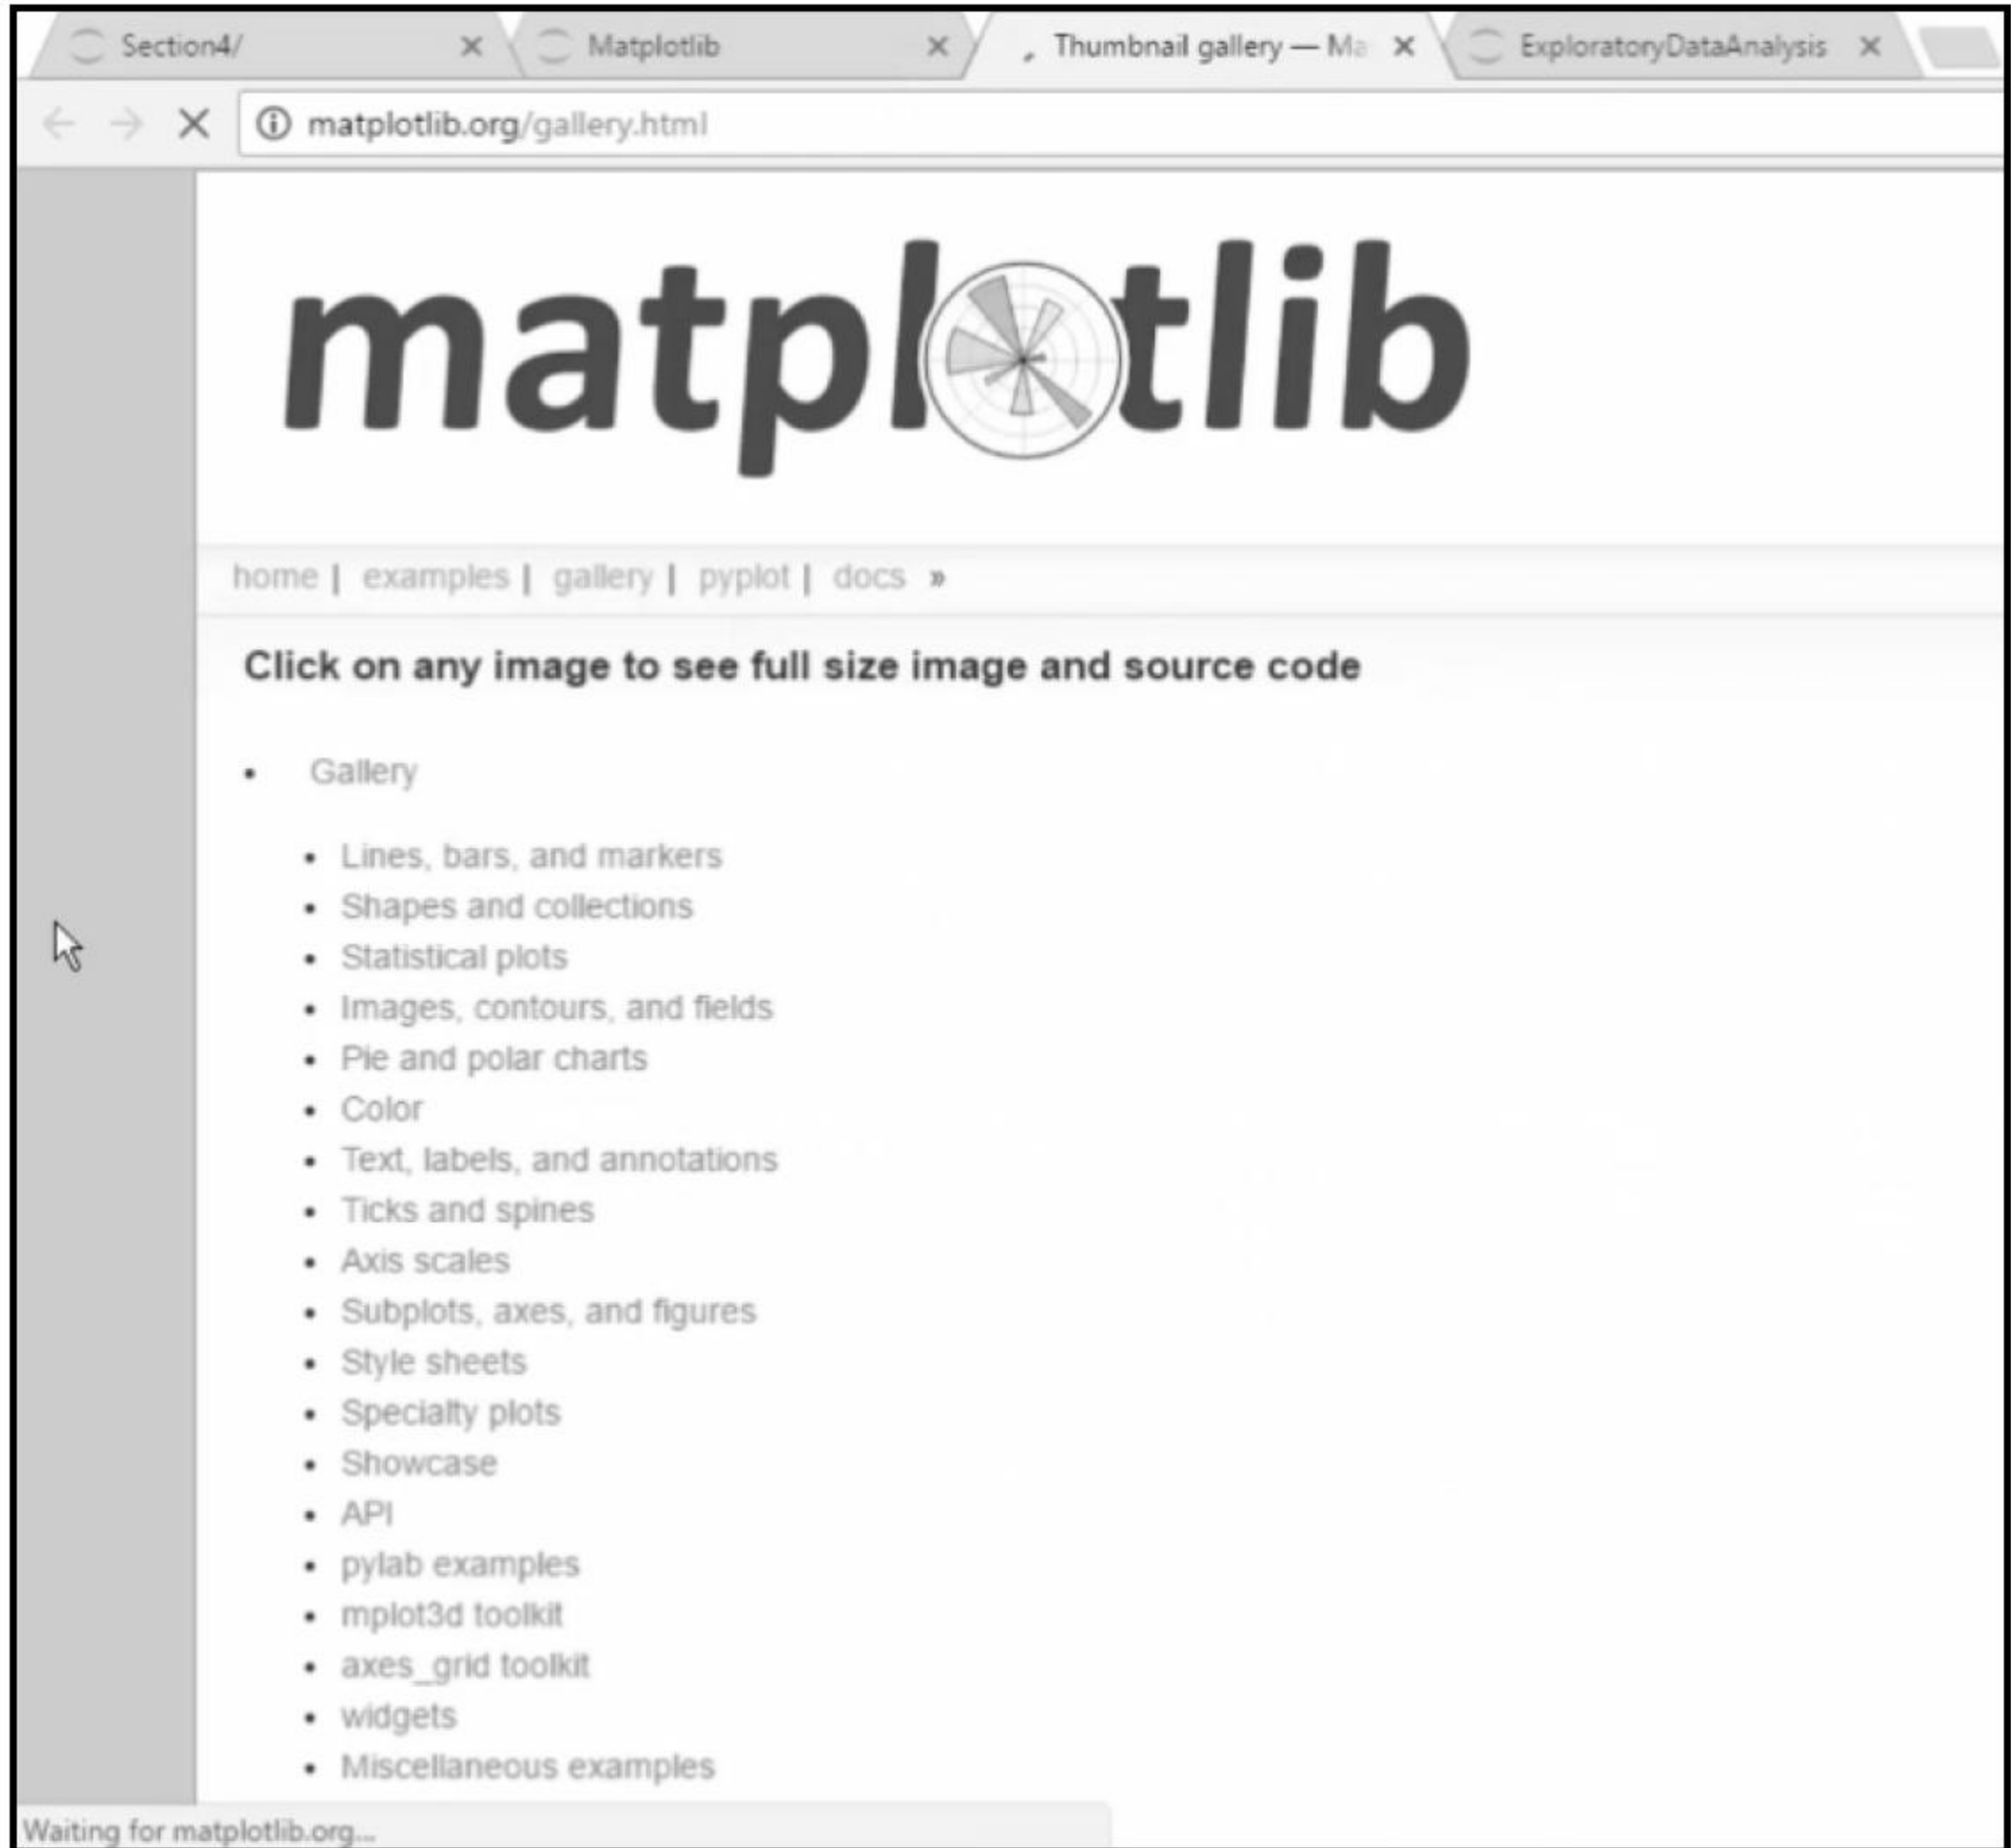 Section4/ Matplotlib Thumbnail gallery — Ma ExploratoryDataAnalysis
matplotlib.org/gallery.html
matplotlib
home | examples | gallery | pyplot | docs »
Click on any image to see full size image and source code
• Gallery
• Lines, bars, and markers
• Shapes and collections
• Statistical plots
• Images, contours, and fields
• Pie and polar charts
• Color
• Text, labels, and annotations
• Ticks and spines
• Axis scales
• Subplots, axes, and figures
• Style sheets
• Specialty plots
• Showcase
• API
• pylab examples
• mplot3d toolkit
• axes_grid toolkit
• widgets
• Miscellaneous examples
Waiting for matplotlib.org...